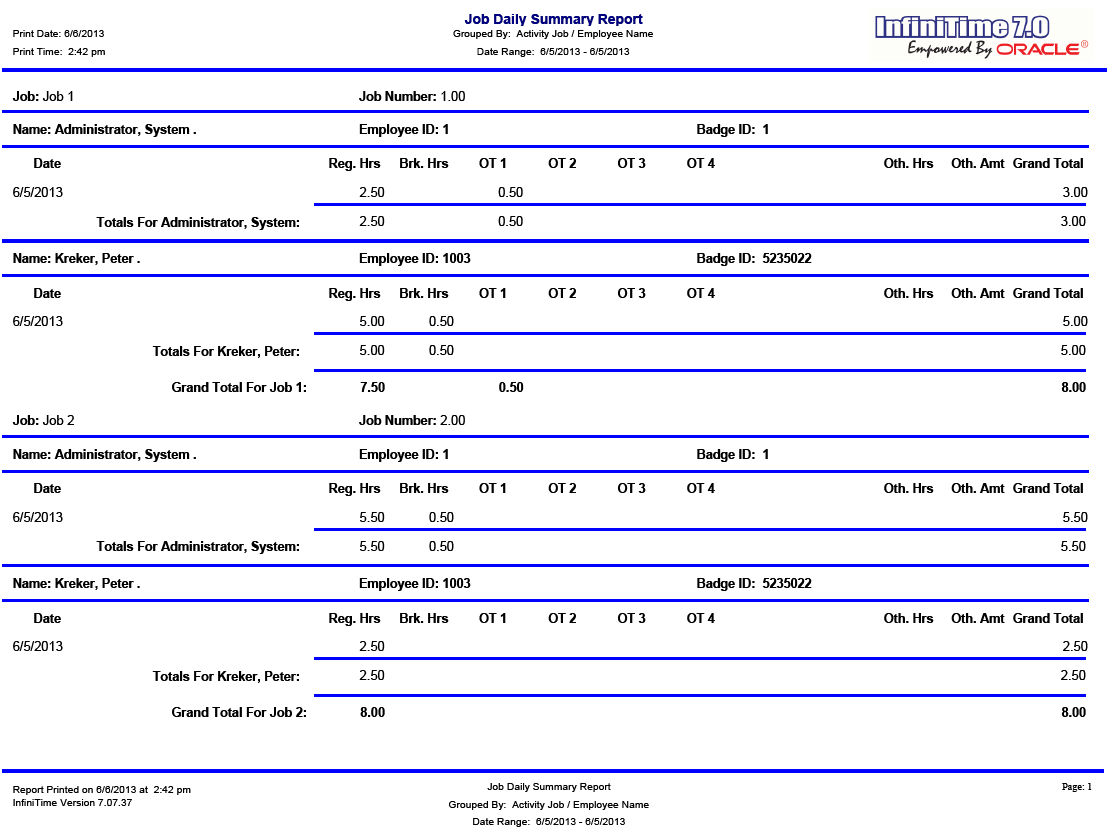 Job Daily Summary Report
Print Date: 6/6/2013 Grouped By: Activity Job / Employee Name
Print Time: 2:42 pm Date Range: 6/5/2013 - 6/5/2013
InfiniTime 7.0
Empowered By ORACLE®
Job: Job 1 Job Number: 1.00
Name: Administrator, System . Employee ID: 1 Badge ID: 1
Date Reg. Hrs Brk. Hrs OT 1 OT 2 OT 3 OT 4 Oth. Hrs Oth. Amt Grand Total
6/5/2013 2.50 0.50 3.00
Totals For Administrator, System: 2.50 0.50 3.00
Name: Kreker, Peter . Employee ID: 1003 Badge ID: 5235022
Date Reg. Hrs Brk. Hrs OT 1 OT 2 OT 3 OT 4 Oth. Hrs Oth. Amt Grand Total
6/5/2013 5.00 0.50 5.00
Totals For Kreker, Peter: 5.00 0.50 5.00
Grand Total For Job 1: 7.50 0.50 8.00
Job: Job 2 Job Number: 2.00
Name: Administrator, System . Employee ID: 1 Badge ID: 1
Date Reg. Hrs Brk. Hrs OT 1 OT 2 OT 3 OT 4 Oth. Hrs Oth. Amt Grand Total
6/5/2013 5.50 0.50 5.50
Totals For Administrator, System: 5.50 0.50 5.50
Name: Kreker, Peter . Employee ID: 1003 Badge ID: 5235022
Date Reg. Hrs Brk. Hrs OT 1 OT 2 OT 3 OT 4 Oth. Hrs Oth. Amt Grand Total
6/5/2013 2.50 2.50
Totals For Kreker, Peter: 2.50 2.50
Grand Total For Job 2: 8.00 8.00
Report Printed on 6/6/2013 at 2:42 pm Job Daily Summary Report Page: 1
InfiniTime Version 7.07.37 Grouped By: Activity Job / Employee Name
Date Range: 6/5/2013 - 6/5/2013